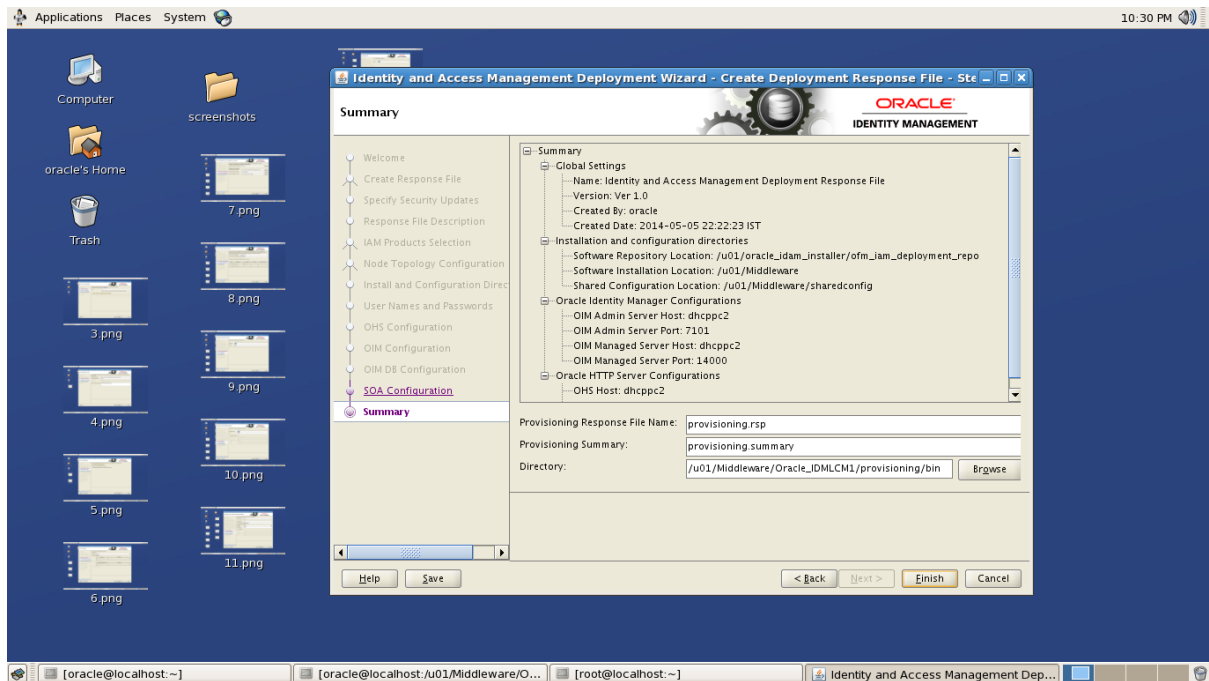 Applications Places System
10:30 PM
Computer
screenshots
oracle's Home
7.png
Trash
8.png
3.png
9.png
4.png
10.png
5.png
11.png
6.png
Identity and Access Management Deployment Wizard - Create Deployment Response File - Ste
Summary
ORACLE
IDENTITY MANAGEMENT
Welcome
Create Response File
Specify Security Updates
Response File Description
IAM Products Selection
Node Topology Configuration
Install and Configuration Direc
User Names and Passwords
OHS Configuration
OIM Configuration
OIM DB Configuration
SOA Configuration
Summary
Summary
Global Settings
Name: Identity and Access Management Deployment Response File
Version: Ver 1.0
Created By: oracle
Created Date: 2014-05-05 22:22:23 IST
Installation and configuration directories
Software Repository Location: /u01/oracle_idam_installer/ofm_iam_deployment_repo
Software Installation Location: /u01/Middleware
Shared Configuration Location: /u01/Middleware/sharedconfig
Oracle Identity Manager Configurations
OIM Admin Server Host: dhcppc2
OIM Admin Server Port: 7101
OIM Managed Server Host: dhcppc2
OIM Managed Server Port: 14000
Oracle HTTP Server Configurations
OHS Host: dhcppc2
Provisioning Response File Name: provisioning.rsp
Provisioning Summary: provisioning.summary
Directory: /u01/Middleware/Oracle_IDMLCM1/provisioning/bin Browse
Help Save < Back Next > Finish Cancel
[oracle@localhost:~] [oracle@localhost:/u01/Middleware/O... [root@localhost:~] Identity and Access Management Dep...